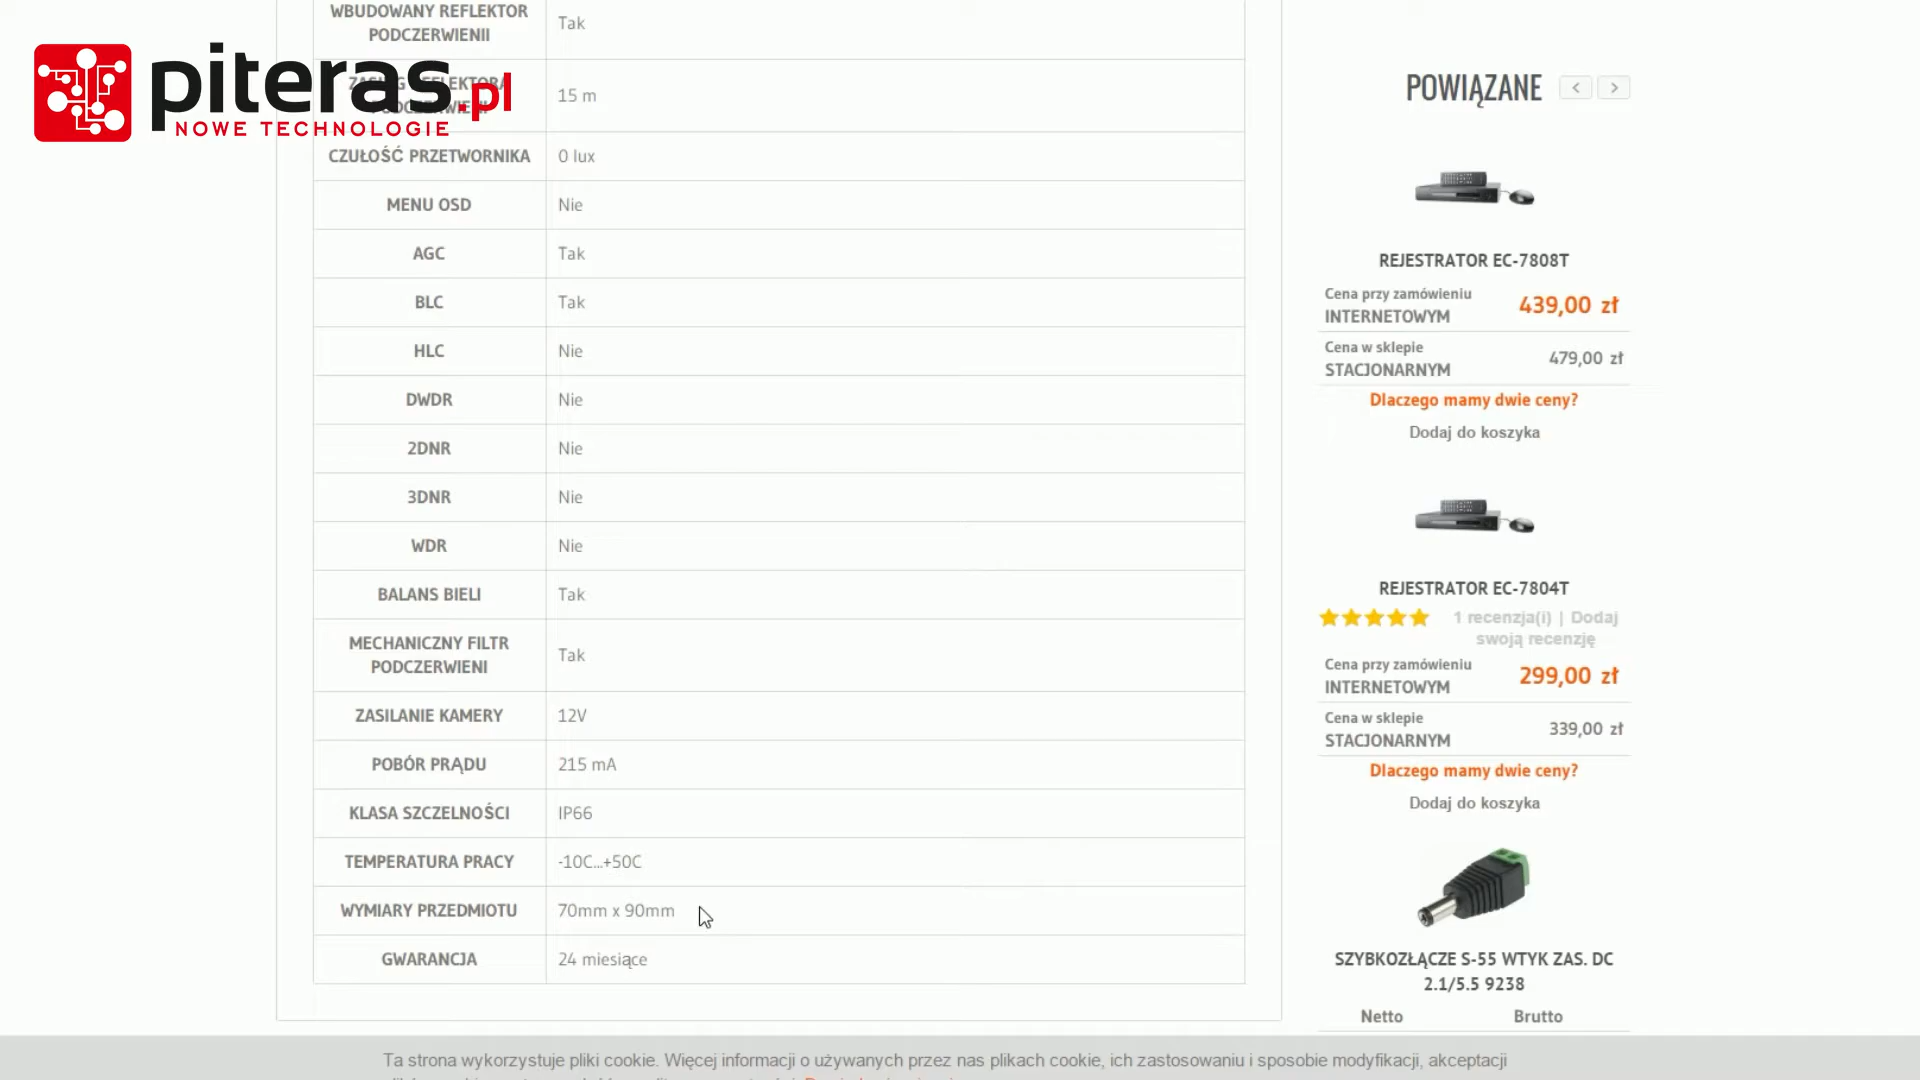 WBUDOWANY REFLEKTOR
PODCZERWIENII
Tak
piteras.pl
NOWE TECHNOLOGIE
15 m
CZUŁOŚĆ PRZETWORNIKA 0 lux
MENU OSD Nie
AGC Tak
BLC Tak
HLC Nie
DWDR Nie
2DNR Nie
3DNR Nie
WDR Nie
BALANS BIELI Tak
MECHANICZNY FILTR
PODCZERWIENI
Tak
ZASILANIE KAMERY 12V
POBÓR PRĄDU 215 mA
KLASA SZCZELNOŚCI IP66
TEMPERATURA PRACY -10C...+50C
WYMIARY PRZEDMIOTU 70mm x 90mm
GWARANCJA 24 miesiące
POWIĄZANE
REJESTRATOR EC-7808T
Cena przy zamówieniu
INTERNETOWYM
439,00 zł
Cena w sklepie
STACJONARNYM
479,00 zł
Dlaczego mamy dwie ceny?
Dodaj do koszyka
REJESTRATOR EC-7804T
1 recenzja(i) | Dodaj
swoją recenzję
Cena przy zamówieniu
INTERNETOWYM
299,00 zł
Cena w sklepie
STACJONARNYM
339,00 zł
Dlaczego mamy dwie ceny?
Dodaj do koszyka
SZYBKOZŁĄCZE S-55 WTYK ZAS. DC
2.1/5.5 9238
Netto Brutto
Ta strona wykorzystuje pliki cookie. Więcej informacji o używanych przez nas plikach cookie, ich zastosowaniu i sposobie modyfikacji, akceptacji